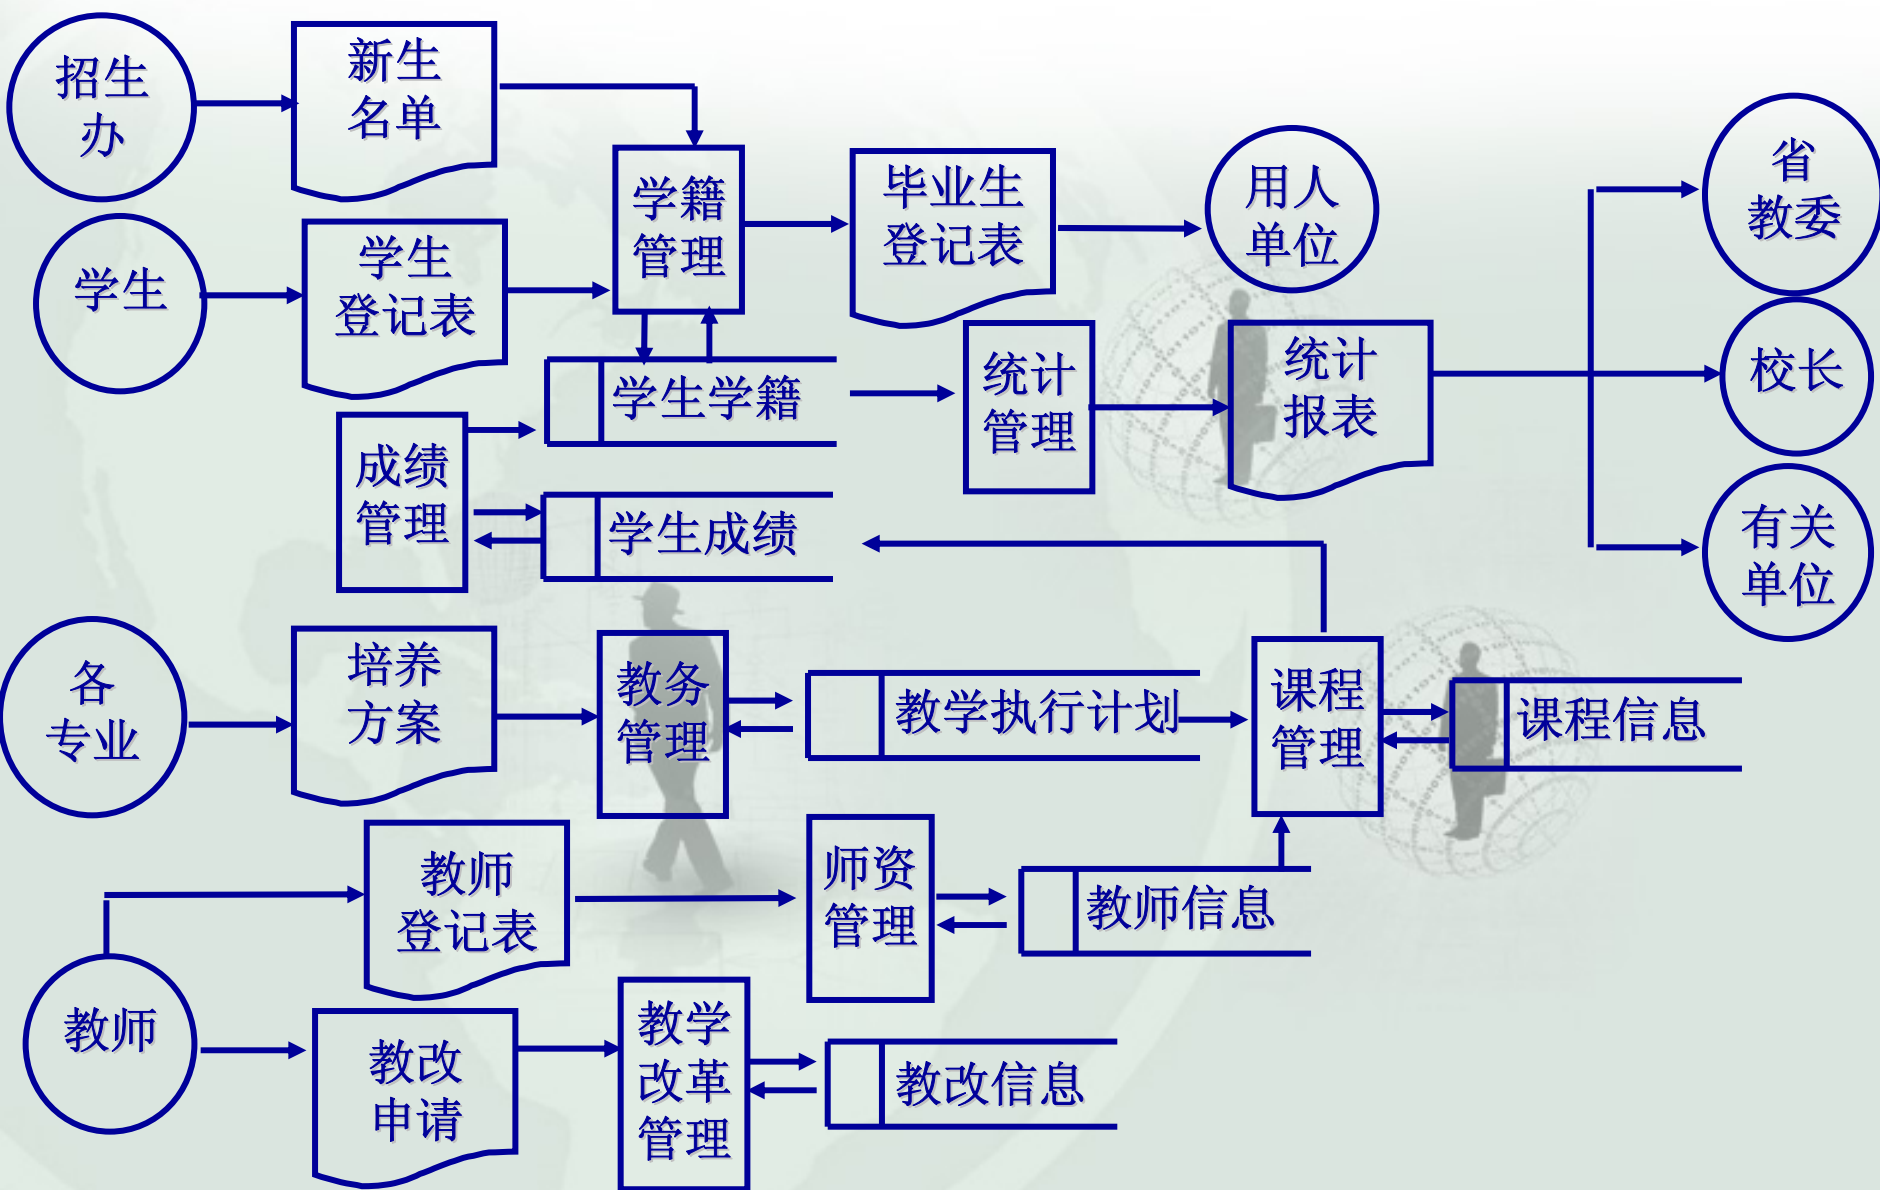 招生
办
新生
名单
学籍
管理
毕业生
登记表
用人
单位
省
教委
学生
学生
登记表
学生学籍
统计
管理
统计
报表
校长
成绩
管理
学生成绩
有关
单位
各
专业
培养
方案
教务
管理
教学执行计划
课程
管理
课程信息
教师
登记表
师资
管理
教师信息
教师
教改
申请
教学
改革
管理
教改信息